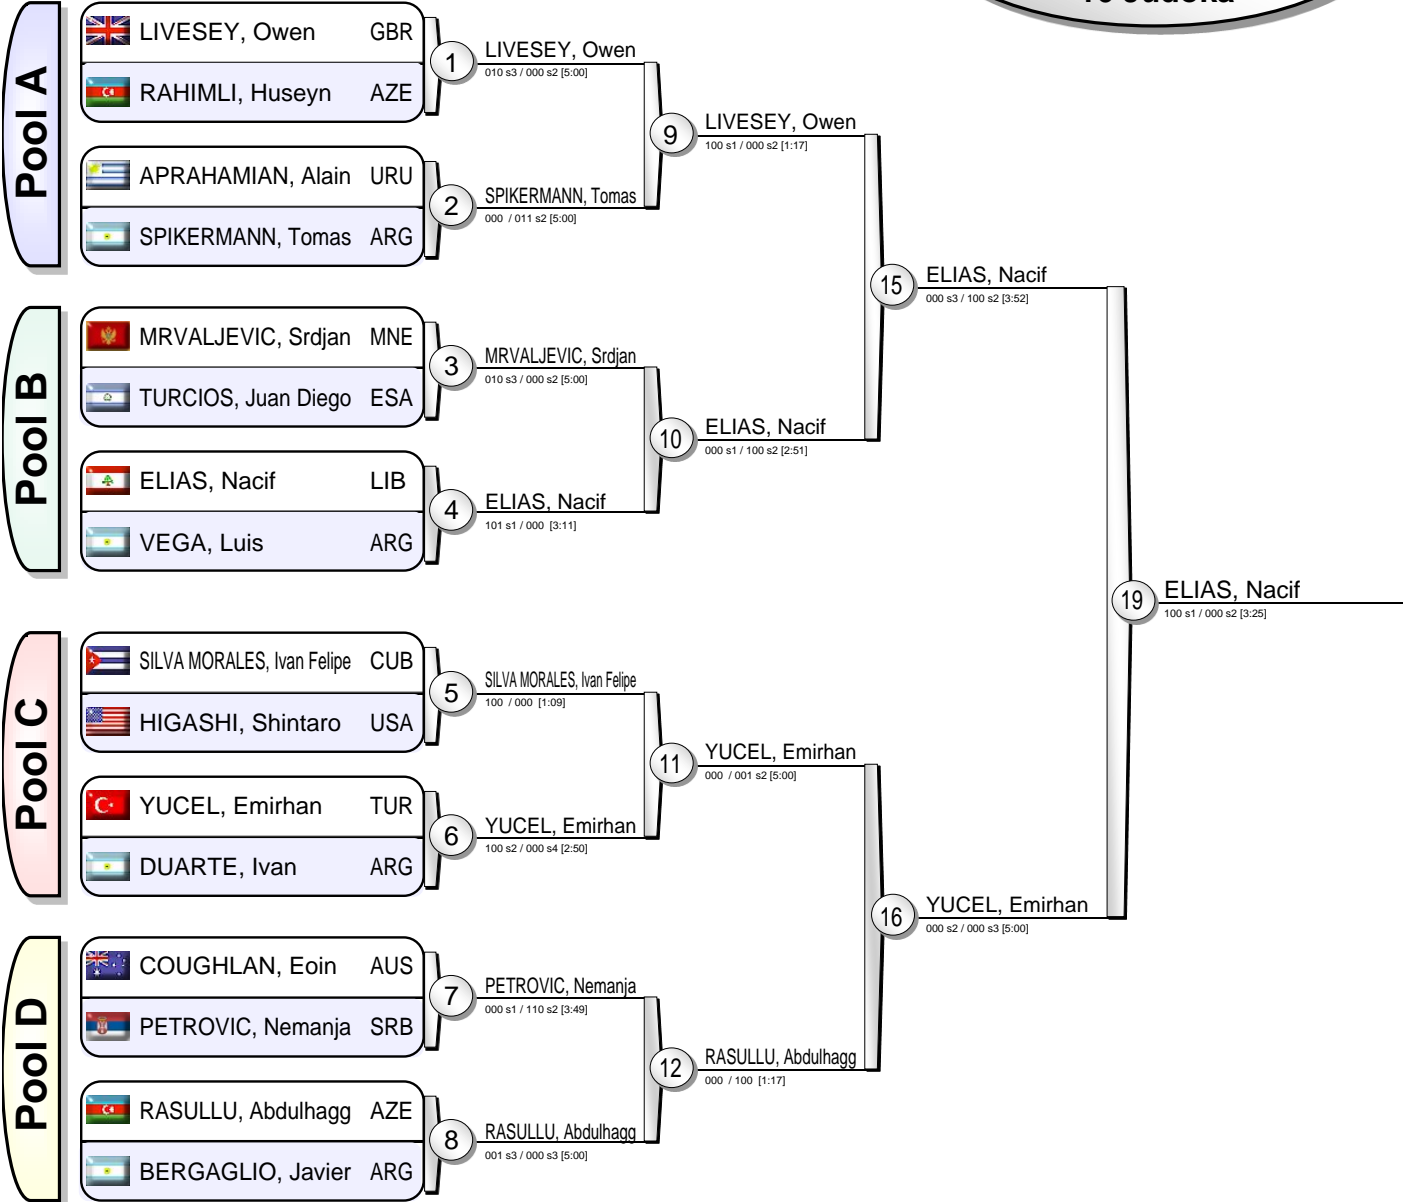 16 Judoka
Pool A
LIVESEY, Owen GBR
RAHIMLI, Huseyn AZE
1
LIVESEY, Owen
010 s3 / 000 s2 [5:00]
APRAHAMIAN, Alain URU
SPIKERMANN, Tomas ARG
2
SPIKERMANN, Tomas
000 / 011 s2 [5:00]
9
LIVESEY, Owen
100 s1 / 000 s2 [1:17]
Pool B
MRVALJEVIC, Srdjan MNE
TURCIOS, Juan Diego ESA
3
MRVALJEVIC, Srdjan
010 s3 / 000 s2 [5:00]
ELIAS, Nacif LIB
VEGA, Luis ARG
4
ELIAS, Nacif
101 s1 / 000 [3:11]
10
ELIAS, Nacif
000 s1 / 100 s2 [2:51]
15
ELIAS, Nacif
000 s3 / 100 s2 [3:52]
Pool C
SILVA MORALES, Ivan Felipe CUB
HIGASHI, Shintaro USA
5
SILVA MORALES, Ivan Felipe
100 / 000 [1:09]
YUCEL, Emirhan TUR
DUARTE, Ivan ARG
6
YUCEL, Emirhan
100 s2 / 000 s4 [2:50]
11
YUCEL, Emirhan
000 / 001 s2 [5:00]
Pool D
COUGHLAN, Eoin AUS
PETROVIC, Nemanja SRB
7
PETROVIC, Nemanja
000 s1 / 110 s2 [3:49]
RASULLU, Abdulhagg AZE
BERGAGLIO, Javier ARG
8
RASULLU, Abdulhagg
001 s3 / 000 s3 [5:00]
12
RASULLU, Abdulhagg
000 / 100 [1:17]
16
YUCEL, Emirhan
000 s2 / 000 s3 [5:00]
19
ELIAS, Nacif
100 s1 / 000 s2 [3:25]